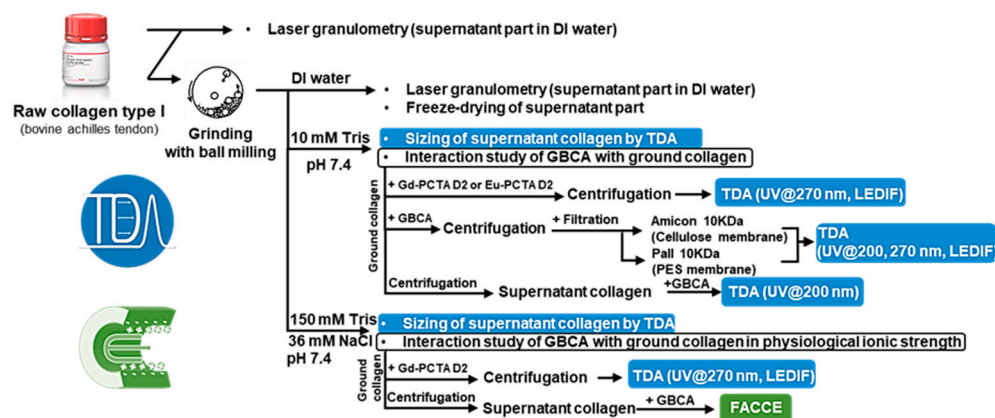 • Laser granulometry (supernatant part in DI water)
Raw collagen type I
(bovine achilles tendon)
Grinding
with ball milling
DI water
• Laser granulometry (supernatant part in DI water)
• Freeze-drying of supernatant part
10 mM Tris
pH 7.4
• Sizing of supernatant collagen by TDA
• Interaction study of GBCA with ground collagen
Ground collagen
+ Gd-PCTA D2 or Eu-PCTA D2
Centrifugation
TDA (UV@270 nm, LEDIF)
+ GBCA
Centrifugation
+ Filtration
Amicon 10KDa
(Cellulose membrane)
Pall 10KDa
(PES membrane)
TDA
(UV@200, 270 nm, LEDIF)
Centrifugation
Supernatant collagen
+GBCA
TDA (UV@200 nm)
TDA
150 mM Tris
36 mM NaCl
pH 7.4
• Sizing of supernatant collagen by TDA
• Interaction study of GBCA with ground collagen in physiological ionic strength
Ground
collagen
+ Gd-PCTA D2
Centrifugation
TDA (UV@270 nm, LEDIF)
Centrifugation
Supernatant collagen
+ GBCA
FACCE